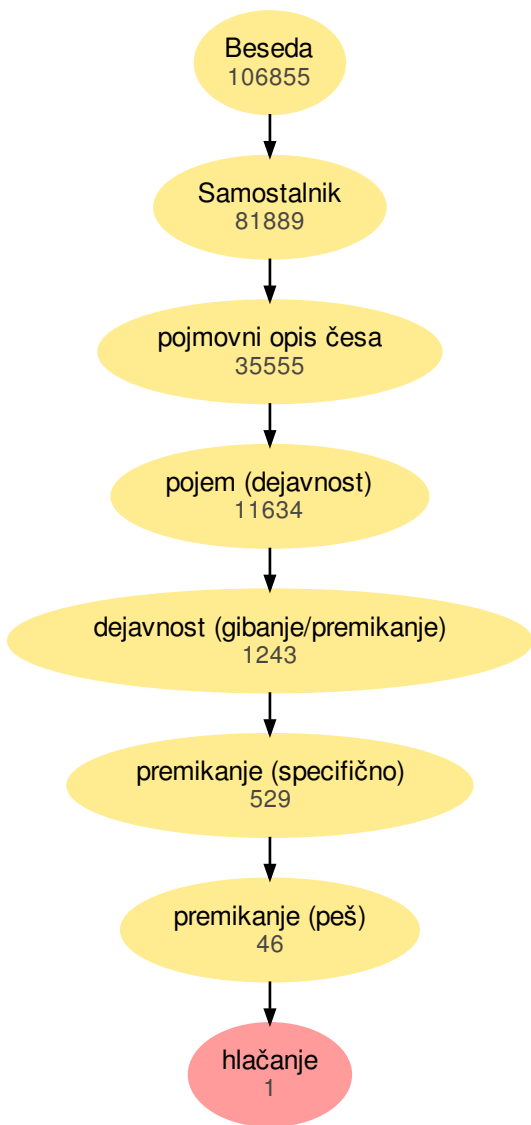 Beseda
106855
Samostalnik
81889
pojmovni opis česa
35555
pojem (dejavnost)
11634
dejavnost (gibanje/premikanje)
1243
premikanje (specifično)
529
premikanje (peš)
46
hlačanje
1